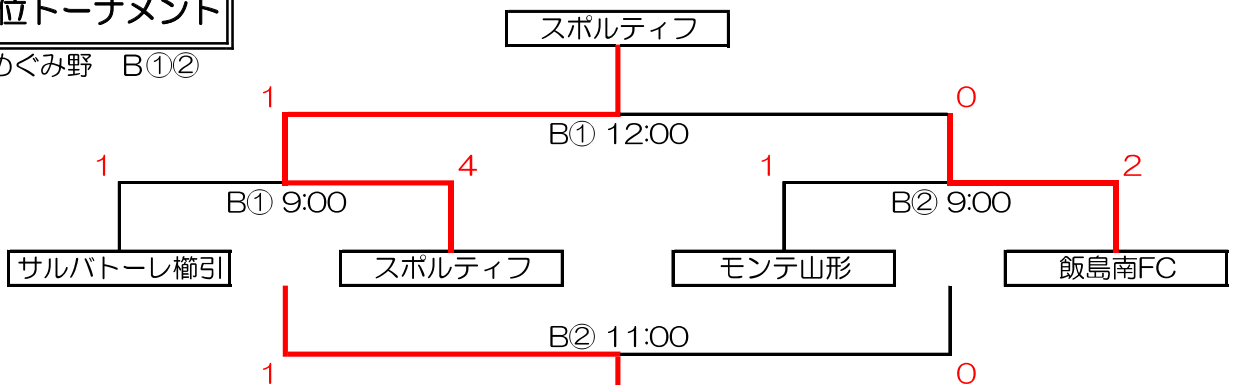 位トーナメント
めぐみ野 B①②
スポルティフ
1 0
B① 12:00
1 4 1 2
B① 9:00 B② 9:00
サルバトーレ櫛引 スポルティフ モンテ山形 飯島南FC
B② 11:00
1 0